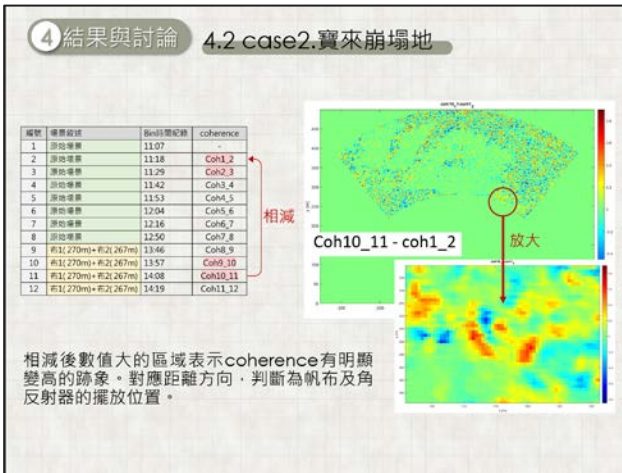 4 結果與討論 4.2 case2.寶來崩塌地
編號 場景敘述 Bin時間紀錄 coherence
1 原始場景 11:07 -
2 原始場景 11:18 Coh1_2
3 原始場景 11:29 Coh2_3
4 原始場景 11:42 Coh3_4
5 原始場景 11:53 Coh4_5
6 原始場景 12:04 Coh5_6
7 原始場景 12:16 Coh6_7
8 原始場景 12:50 Coh7_8
9 布1(270m)+布2(267m) 13:46 Coh8_9
10 布1(270m)+布2(267m) 13:57 Coh9_10
11 布1(270m)+布2(267m) 14:08 Coh10_11
12 布1(270m)+布2(267m) 14:19 Coh11_12
相減
Coh10_11 - coh1_2
放大
相減後數值大的區域表示coherence有明顯
變高的跡象。對應距離方向，判斷為帆布及角
反射器的擺放位置。